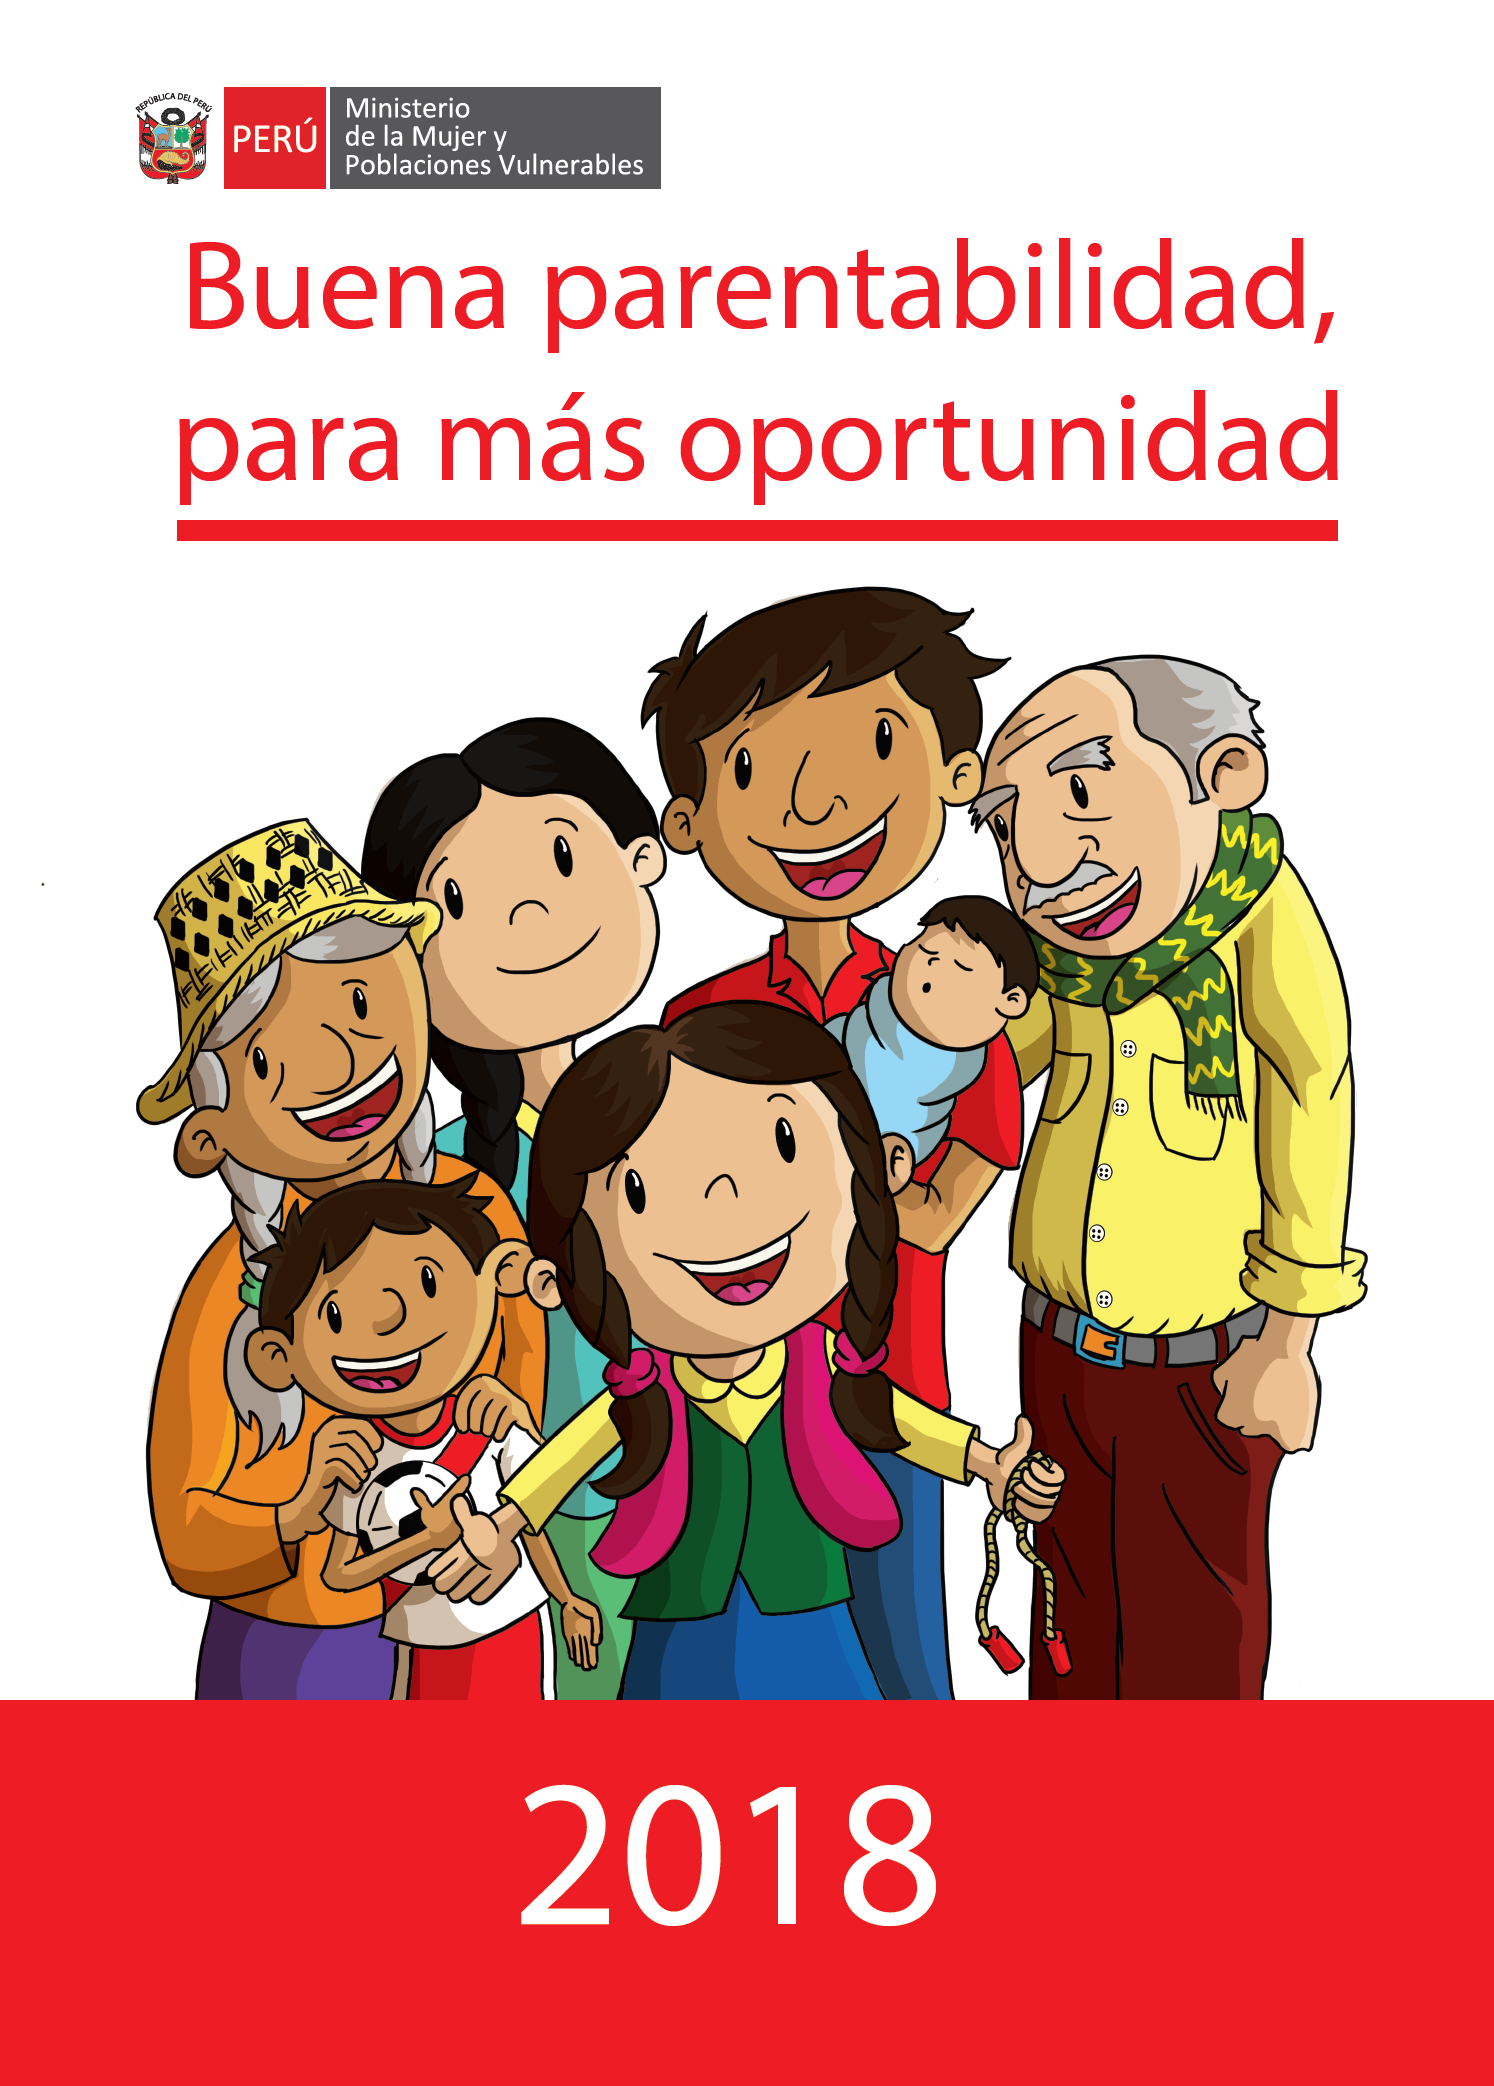 REPÚBLICA DEL PERÚ
PERÚ
Ministerio
de la Mujer y
Poblaciones Vulnerables
Buena parentabilidad,
para más oportunidad
2018